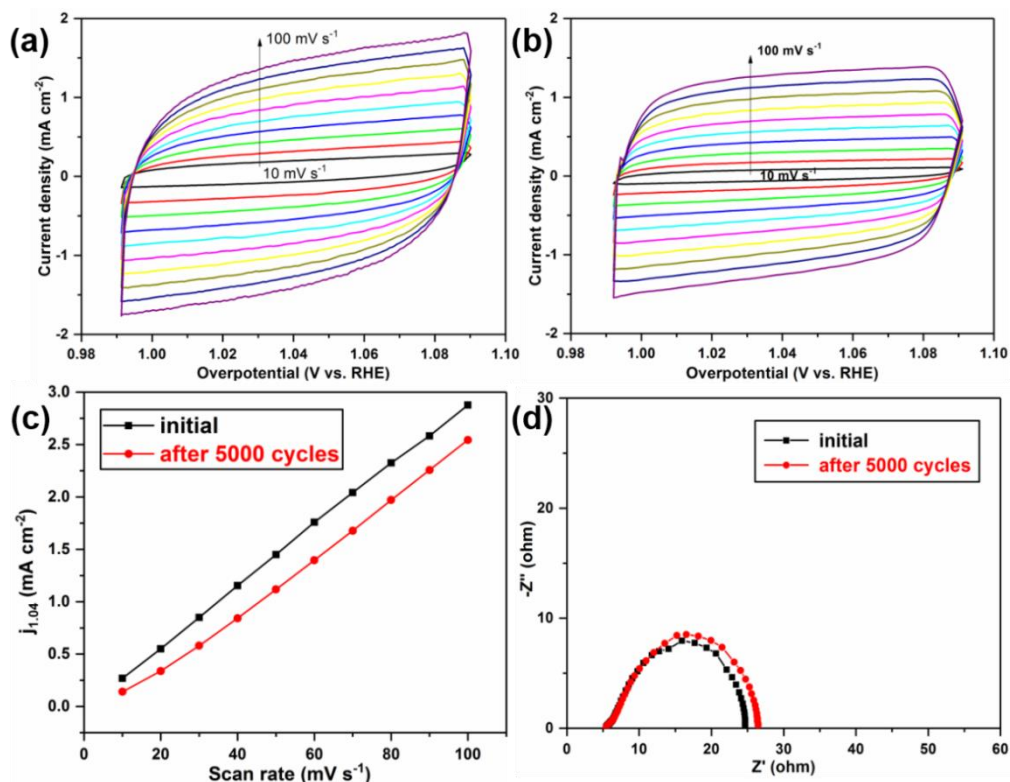 (a)
100 mV s⁻¹
10 mV s⁻¹
2
1
0
-1
-2
0.98 1.00 1.02 1.04 1.06 1.08 1.10
Current density (mA cm⁻²)
Overpotential (V vs. RHE)
(b)
100 mV s⁻¹
10 mV s⁻¹
2
1
0
-1
-2
0.98 1.00 1.02 1.04 1.06 1.08 1.10
Current density (mA cm⁻²)
Overpotential (V vs. RHE)
(c)
initial
after 5000 cycles
3.0
2.5
2.0
1.5
1.0
0.5
0.0
0 20 40 60 80 100
j₁.₀₄ (mA cm⁻²)
Scan rate (mV s⁻¹)
(d)
initial
after 5000 cycles
30
20
10
0
0 10 20 30 40 50 60
-Z'' (ohm)
Z' (ohm)